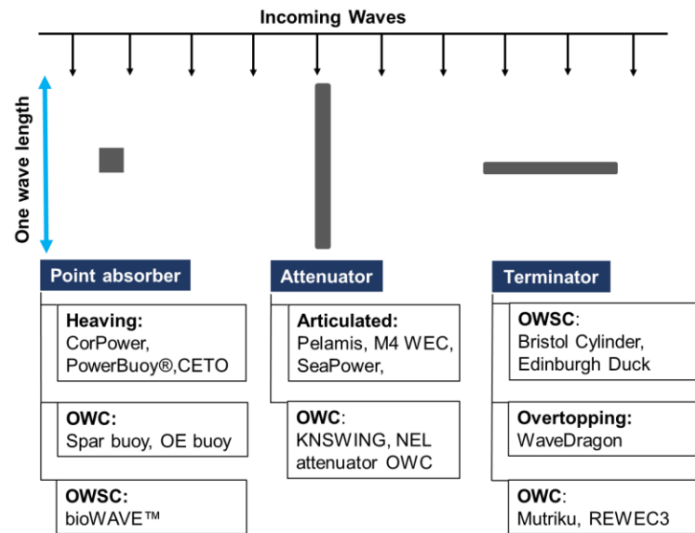 Incoming Waves
One wave length
Point absorber
Heaving:
CorPower,
PowerBuoy®,CETO
OWC:
Spar buoy, OE buoy
OWSC:
bioWAVE™
Attenuator
Articulated:
Pelamis, M4 WEC,
SeaPower,
OWC:
KNSWING, NEL
attenuator OWC
Terminator
OWSC:
Bristol Cylinder,
Edinburgh Duck
Overtopping:
WaveDragon
OWC:
Mutriku, REWEC3